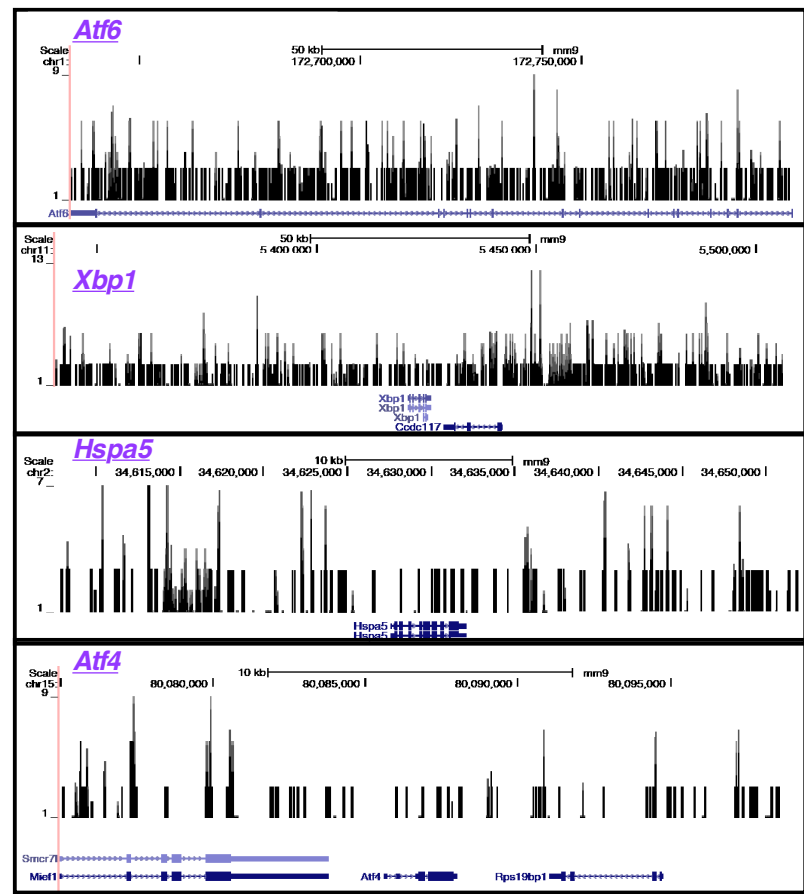 Atf6
Scale 50 kb mm9
chr1: 172,700,000 172,750,000
9
1
Atf6
Scale 50 kb mm9
chr11: 5,400,000 5,450,000 5,500,000
13
Xbp1
1
Xbp1
Xbp1
Xbp1
Ccdc117
Hspa5
Scale 10 kb mm9
chr2: 34,615,000 34,620,000 34,625,000 34,630,000 34,635,000 34,640,000 34,645,000 34,650,000
7
1
Hspa5
Hspa5
Atf4
Scale 10 kb mm9
chr15: 80,080,000 80,085,000 80,090,000 80,095,000
9
1
Smcr7l
Mief1 Atf4 Rps19bp1